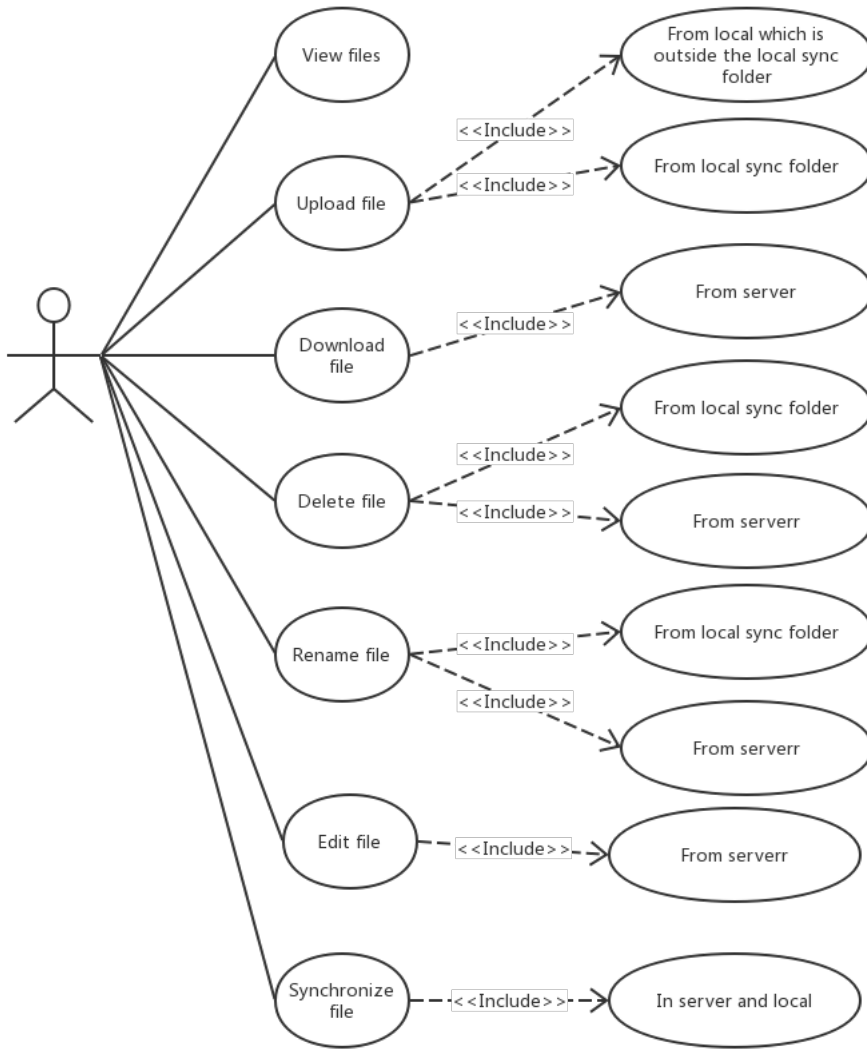 View files
From local which is
outside the local sync
folder
<<Include>>
Upload file
<<Include>>
From local sync folder
Download
file
<<Include>>
From server
Delete file
<<Include>>
From local sync folder
<<Include>>
From serverr
Rename file
<<Include>>
From local sync folder
<<Include>>
From serverr
Edit file
<<Include>>
From serverr
Synchronize
file
<<Include>>
In server and local